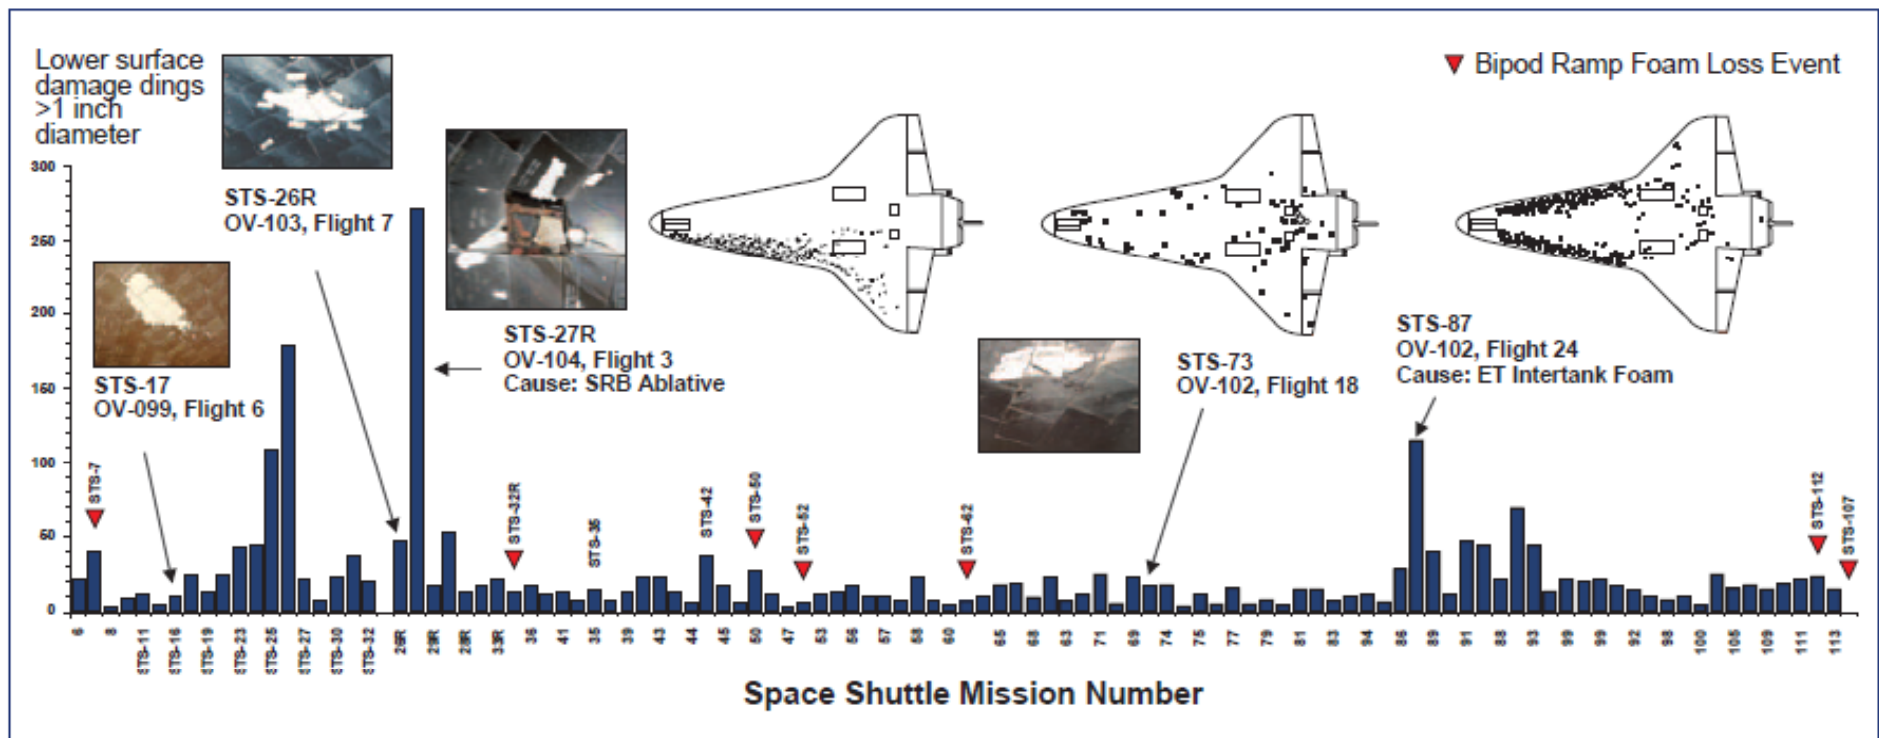 Lower surface
damage dings
>1 inch
diameter
Bipod Ramp Foam Loss Event
STS-26R
OV-103, Flight 7
STS-17
OV-099, Flight 6
STS-27R
OV-104, Flight 3
Cause: SRB Ablative
STS-73
OV-102, Flight 18
STS-87
OV-102, Flight 24
Cause: ET Intertank Foam
300
250
200
150
100
50
0
STS-7
STS-32R
STS-35
STS-42
STS-50
STS-52
STS-62
STS-112
STS-107
6
8
STS-11
STS-16
STS-19
STS-23
STS-25
STS-27
STS-30
STS-32
26R
29R
28R
33R
36
41
35
39
43
44
45
50
47
53
56
57
58
60
65
68
63
71
69
74
75
77
79
81
83
94
86
89
91
88
93
99
99
92
98
100
105
109
111
113
Space Shuttle Mission Number